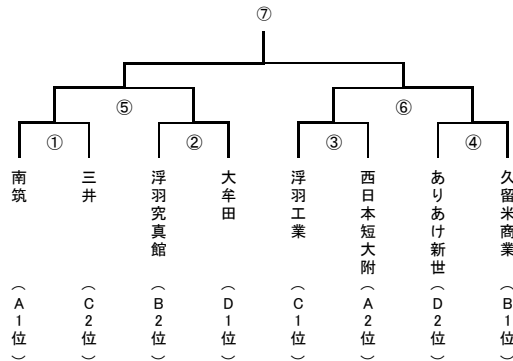 ⑦
⑤
⑥
①
②
③
④
南筑
三井
浮羽究真館
大牟田
浮羽工業
西日本短大附
ありあけ新世
久留米商業
（A1位）
（C2位）
（B2位）
（D1位）
（C1位）
（A2位）
（D2位）
（B1位）